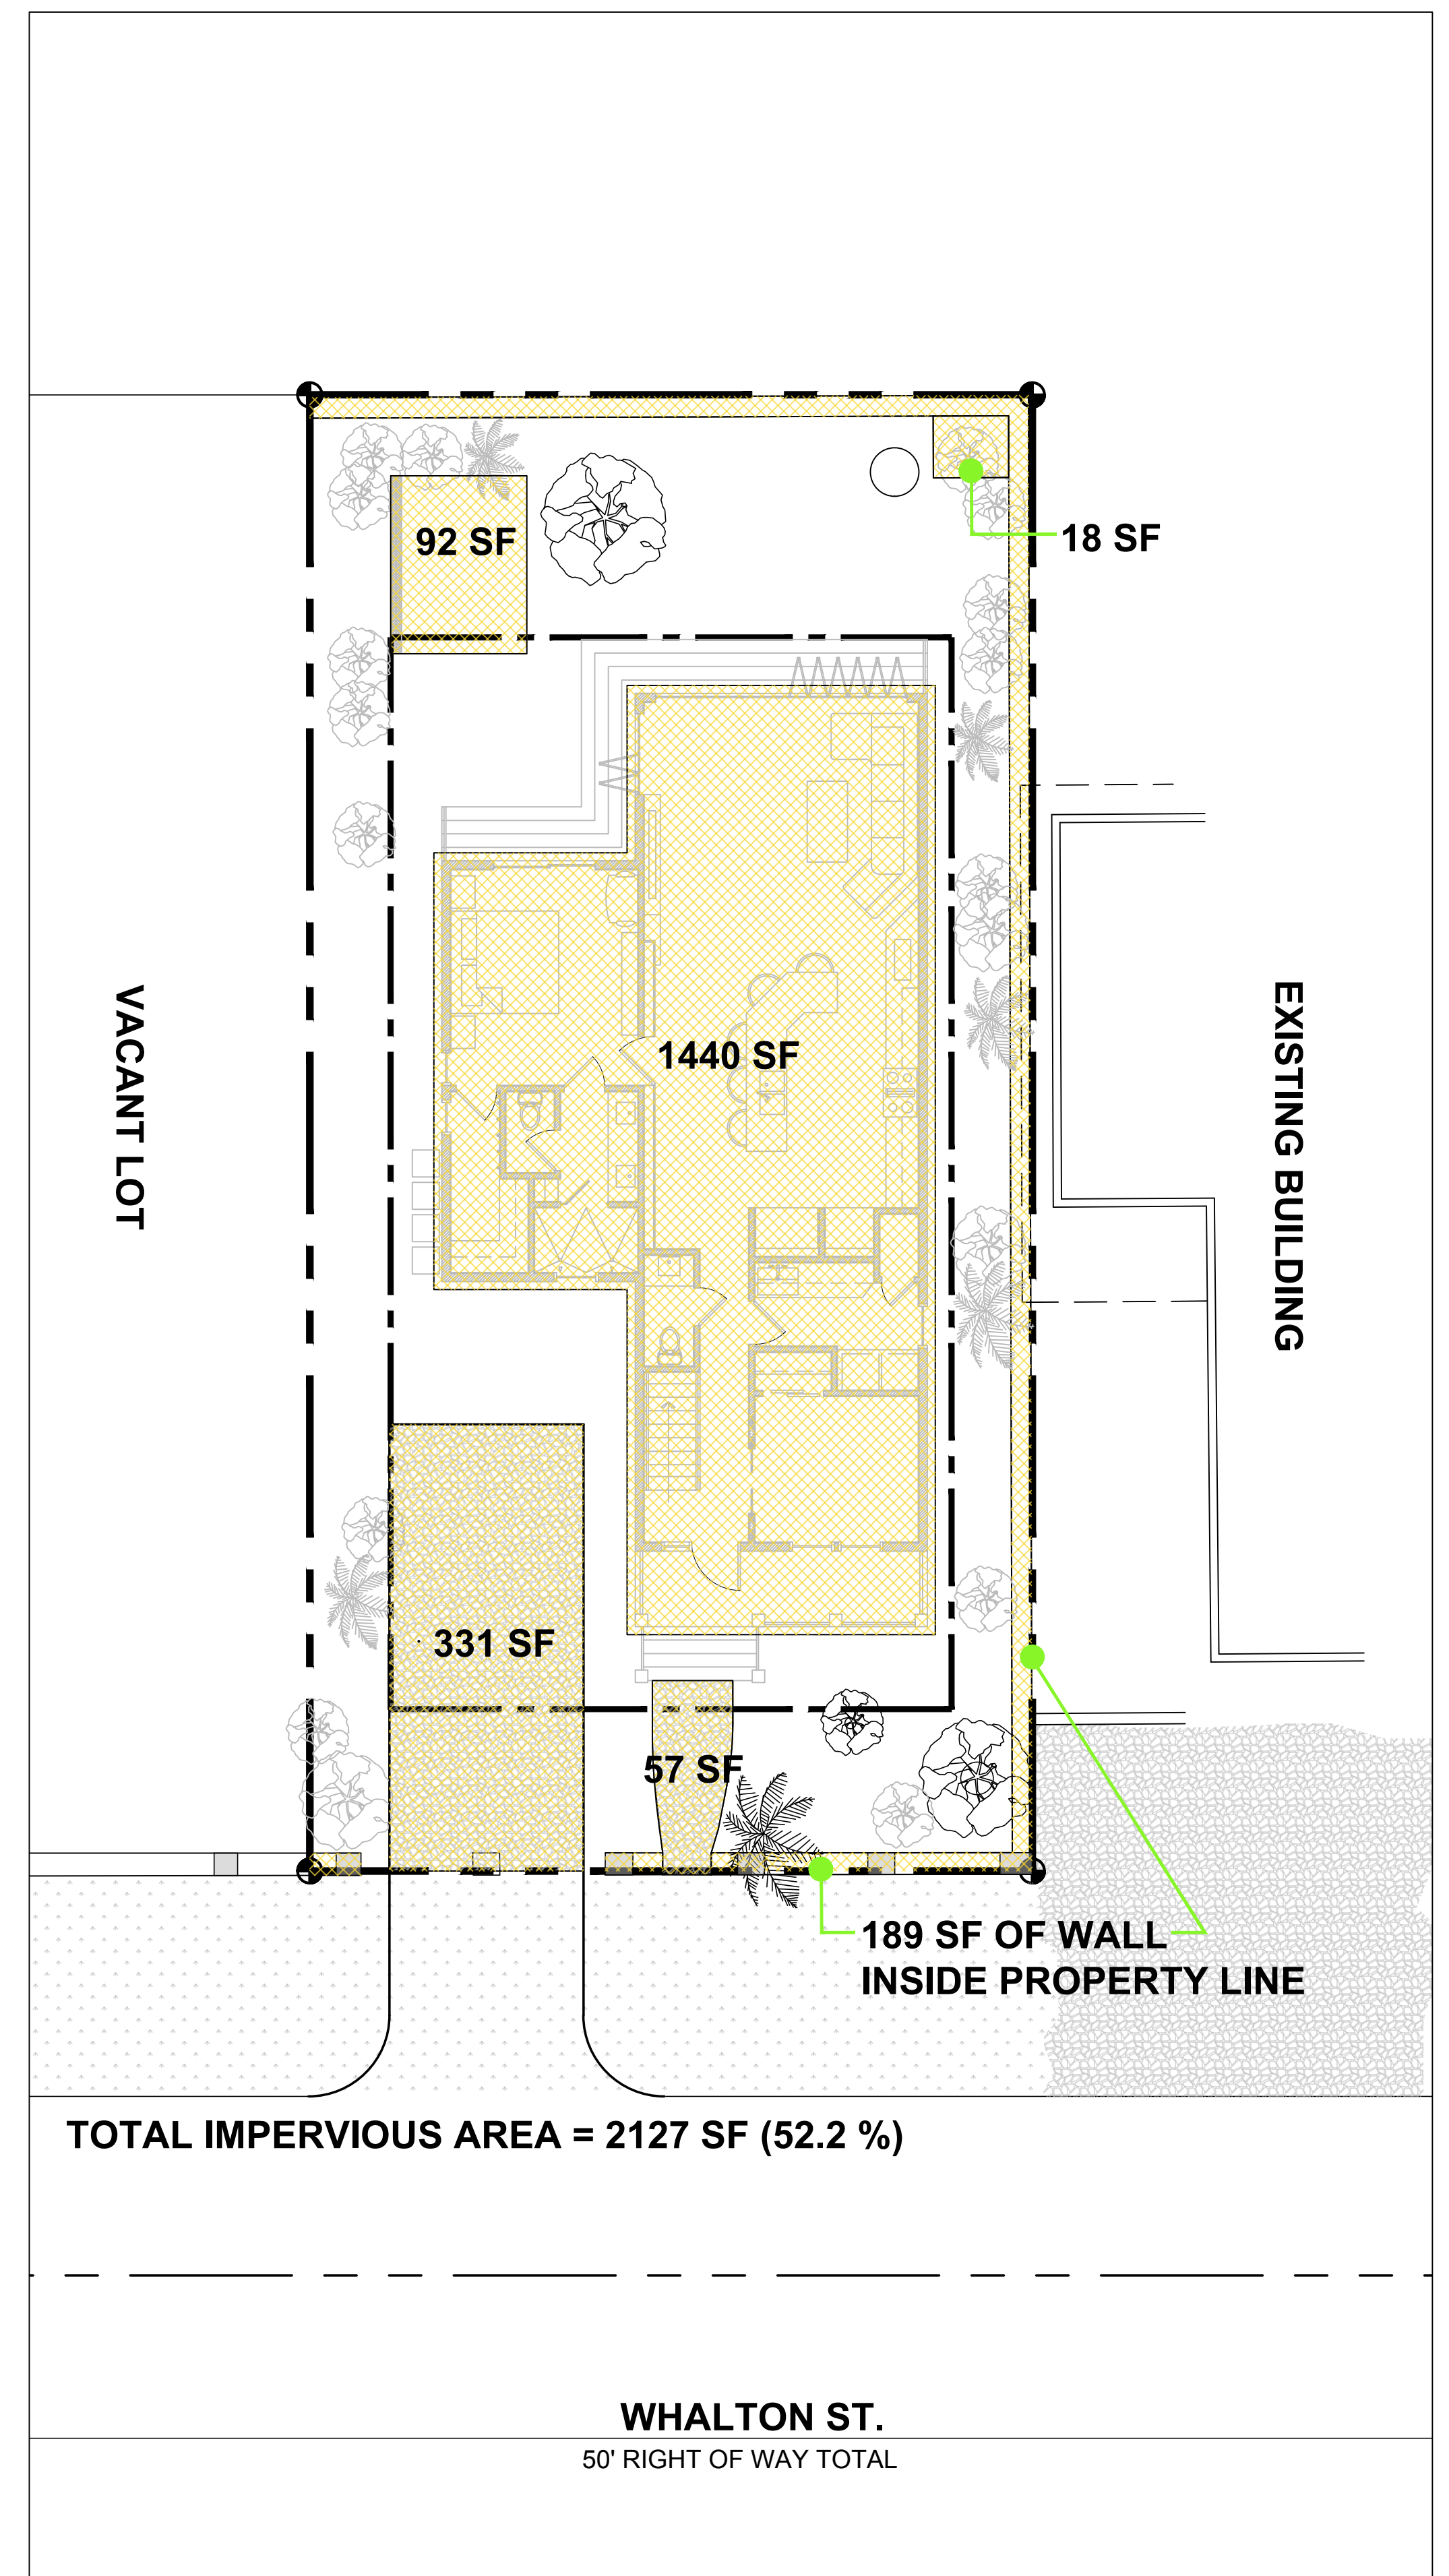 92 SF
18 SF
VACANT LOT
1440 SF
EXISTING BUILDING
331 SF
57 SF
189 SF OF WALL
INSIDE PROPERTY LINE
TOTAL IMPERVIOUS AREA = 2127 SF (52.2 %)
WHALTON ST.
50' RIGHT OF WAY TOTAL